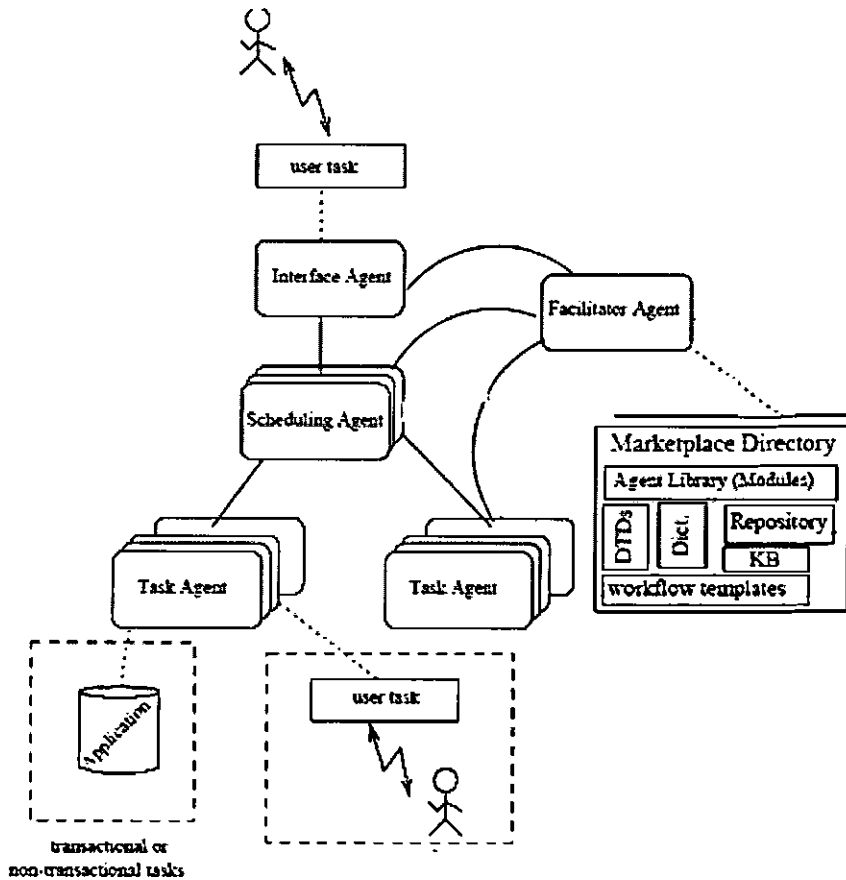 user task
Interface Agent
Facilitator Agent
Scheduling Agent
Marketplace Directory
Agent Library (Modules)
DTDs
Dict.
Repository
KB
workflow templates
Task Agent
Task Agent
user task
Application
transactional or
non-transactional tasks